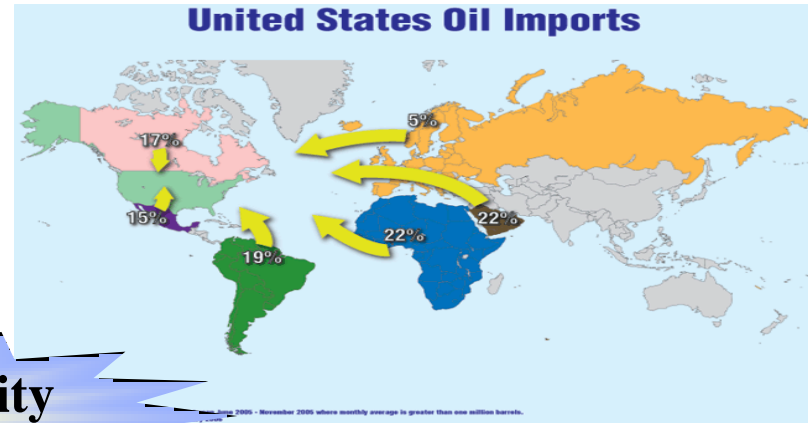 United States Oil Imports
5%
17%
15%
22%
22%
19%
ity
June 2005 - November 2005 where monthly average is greater than one million barrels.